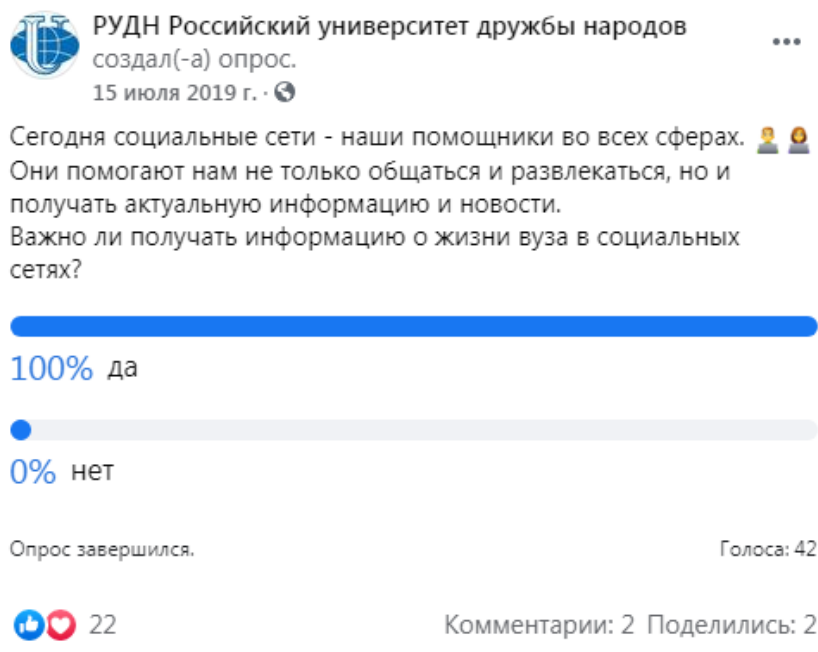 РУДН Российский университет дружбы народов
создал(-а) опрос.
15 июля 2019 г. ·
Сегодня социальные сети - наши помощники во всех сферах.
Они помогают нам не только общаться и развлекаться, но и
получать актуальную информацию и новости.
Важно ли получать информацию о жизни вуза в социальных
сетях?
100% да
0% нет
Опрос завершился. Голоса: 42
22 Комментарии: 2 Поделились: 2